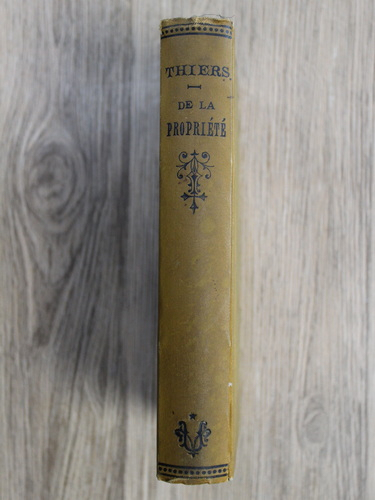 THIERS
DE LA
PROPRIÉTÉ